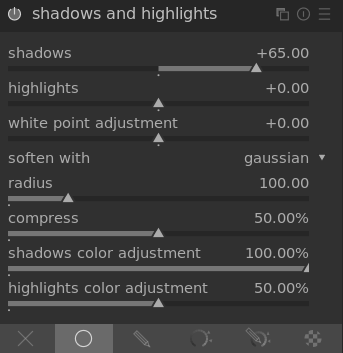 shadows and highlights
shadows +65.00
highlights +0.00
white point adjustment +0.00
soften with gaussian
radius 100.00
compress 50.00%
shadows color adjustment 100.00%
highlights color adjustment 50.00%